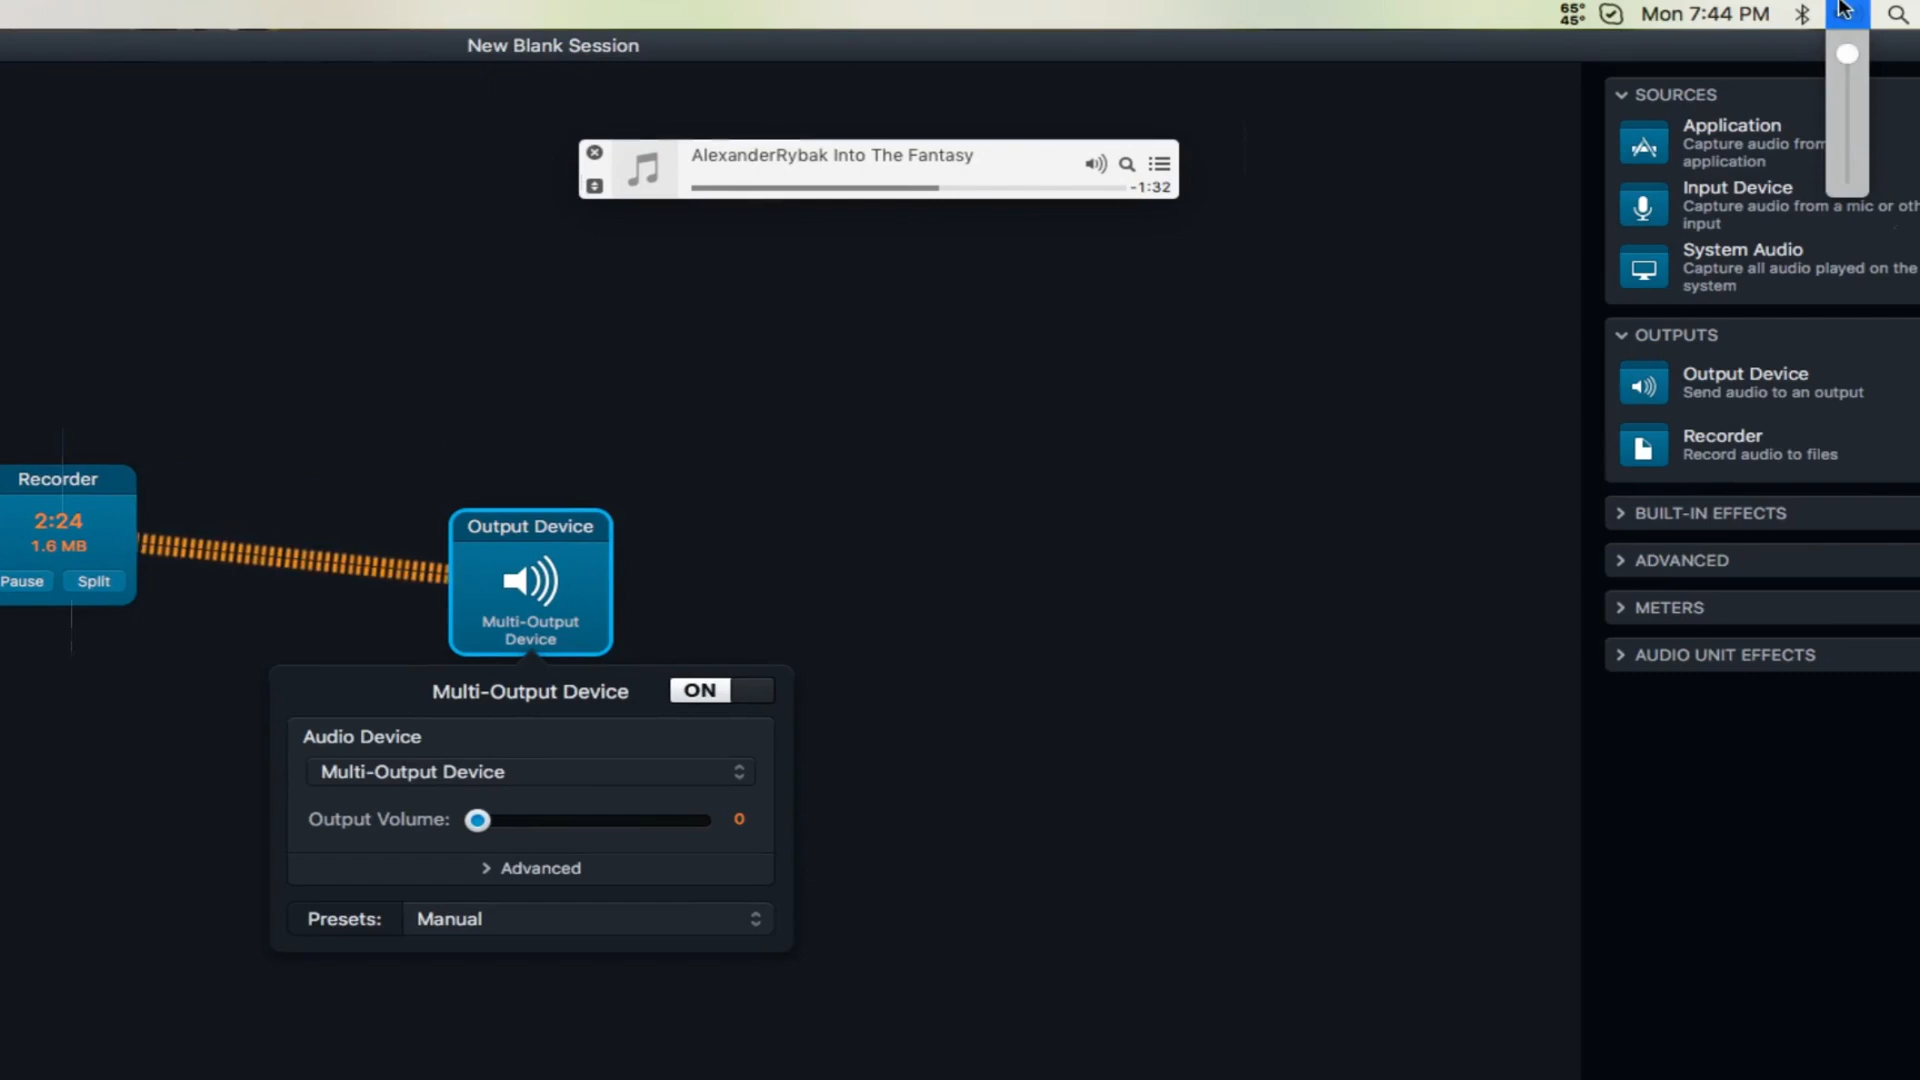 65°
45°
Mon 7:44 PM
New Blank Session
AlexanderRybak Into The Fantasy
-1:32
SOURCES
Application
Capture audio from
application
Input Device
Capture audio from a mic or oth
input
System Audio
Capture all audio played on the
system
OUTPUTS
Output Device
Send audio to an output
Recorder
Record audio to files
BUILT-IN EFFECTS
ADVANCED
METERS
AUDIO UNIT EFFECTS
Recorder
2:24
1.6 MB
Pause
Split
Output Device
Multi-Output
Device
Multi-Output Device
ON
Audio Device
Multi-Output Device
Output Volume:
0
Advanced
Presets:
Manual